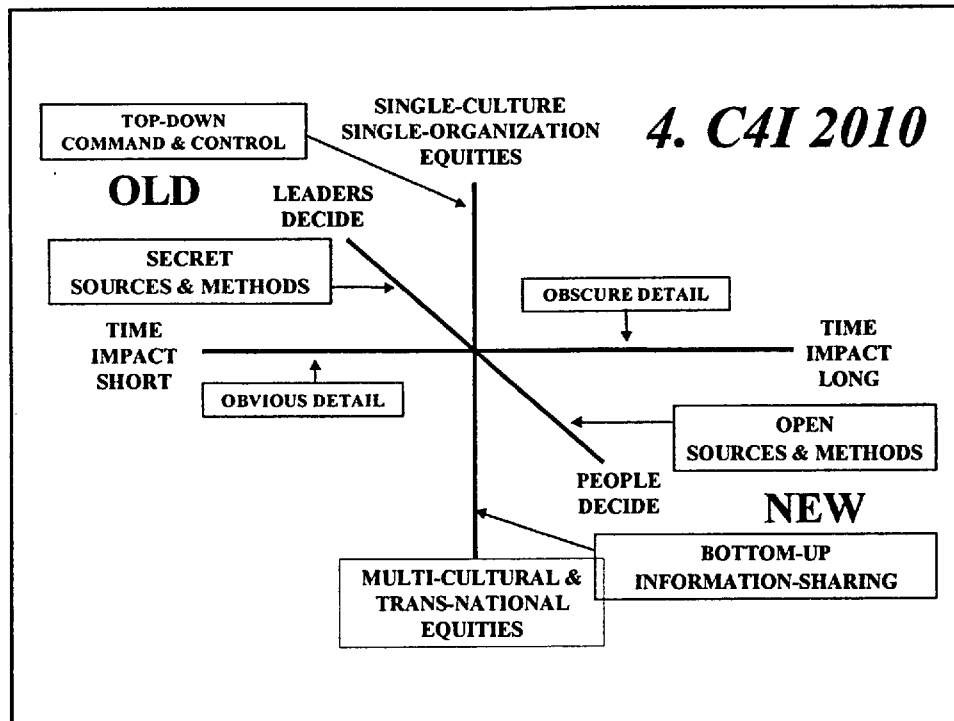 TOP-DOWN
COMMAND & CONTROL
SINGLE-CULTURE
SINGLE-ORGANIZATION
EQUITIES
4. C4I 2010
OLD
LEADERS
DECIDE
SECRET
SOURCES & METHODS
OBSCURE DETAIL
TIME
IMPACT
SHORT
TIME
IMPACT
LONG
OBVIOUS DETAIL
OPEN
SOURCES & METHODS
PEOPLE
DECIDE
NEW
BOTTOM-UP
INFORMATION-SHARING
MULTI-CULTURAL &
TRANS-NATIONAL
EQUITIES